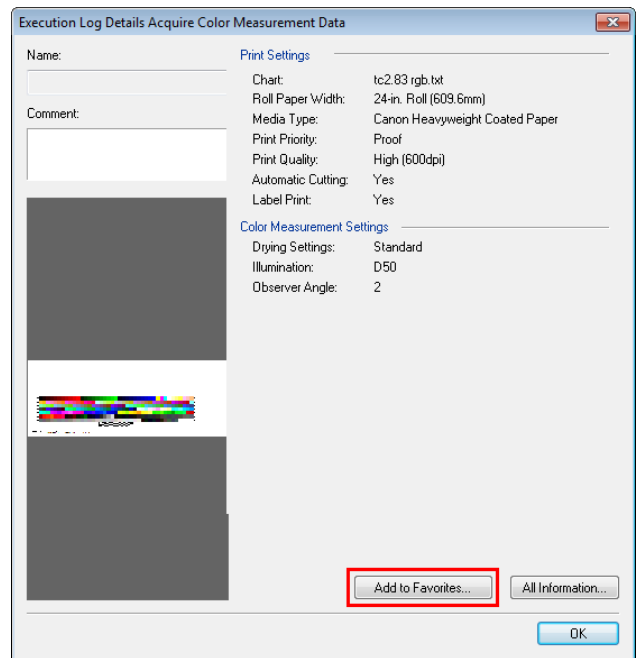 Execution Log Details Acquire Color Measurement Data
Name:
Comment:
Print Settings
Chart: tc2.83 rgb.txt
Roll Paper Width: 24-in. Roll (609.6mm)
Media Type: Canon Heavyweight Coated Paper
Print Priority: Proof
Print Quality: High (600dpi)
Automatic Cutting: Yes
Label Print: Yes
Color Measurement Settings
Drying Settings: Standard
Illumination: D50
Observer Angle: 2
Add to Favorites...
All Information...
OK